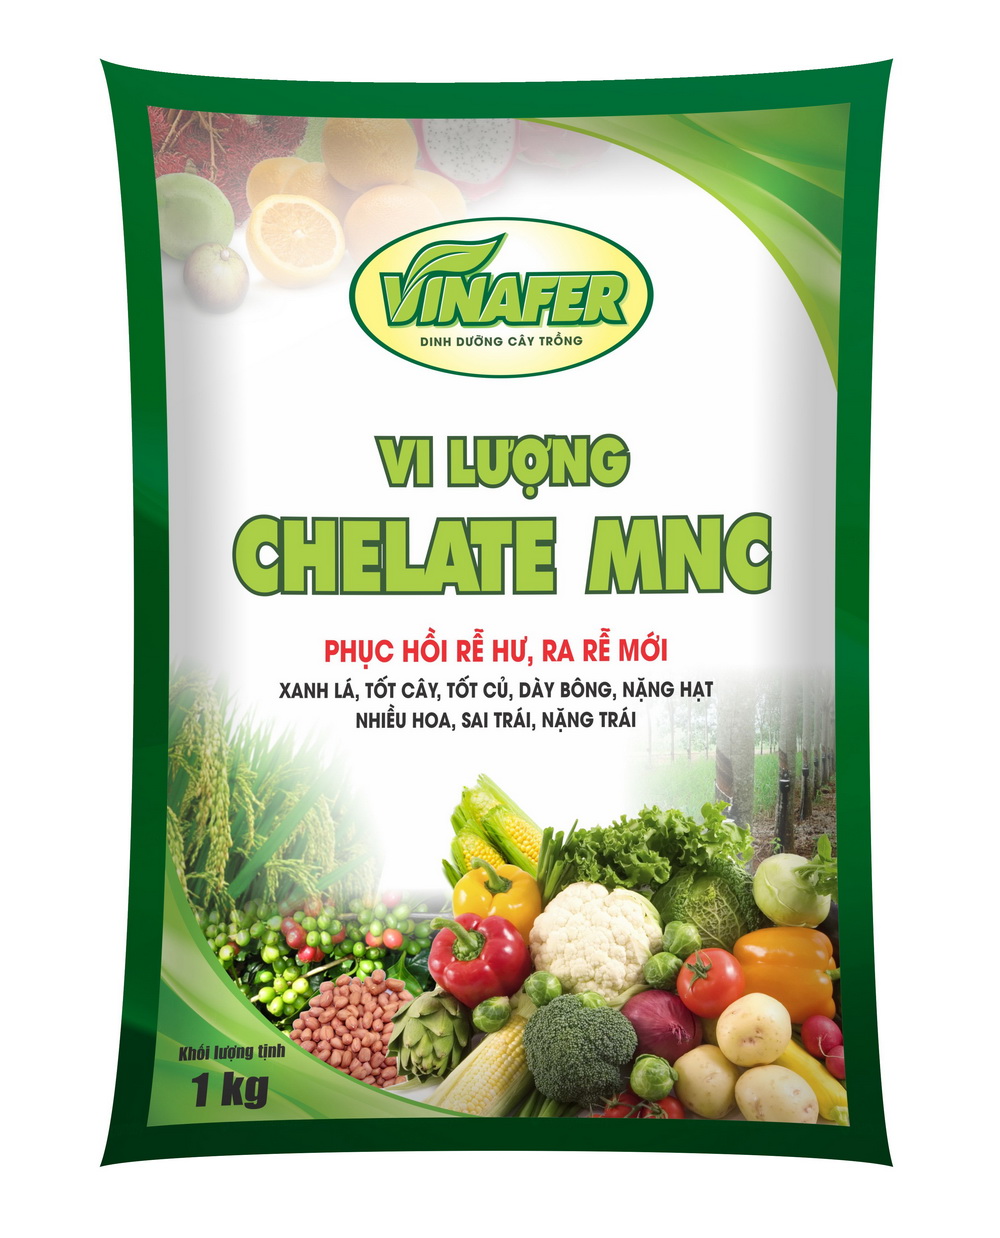 VINAFER
DINH DƯỠNG CÂY TRỒNG
VI LƯỢNG
CHELATE MNC
PHỤC HỒI RỄ HƯ, RA RỄ MỚI
XANH LÁ, TỐT CÂY, TỐT CỦ, DÀY BÔNG, NẶNG HẠT
NHIỀU HOA, SAI TRÁI, NẶNG TRÁI
Khối lượng tịnh
1 kg